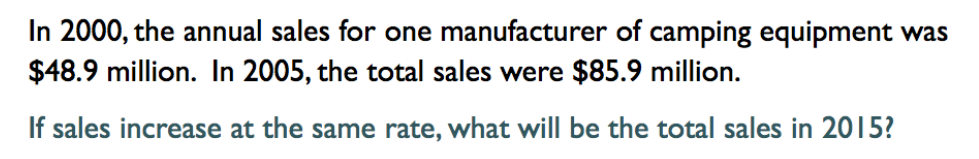 In 2000, the annual sales for one manufacturer of camping equipment was
$48.9 million. In 2005, the total sales were $85.9 million.
If sales increase at the same rate, what will be the total sales in 2015?